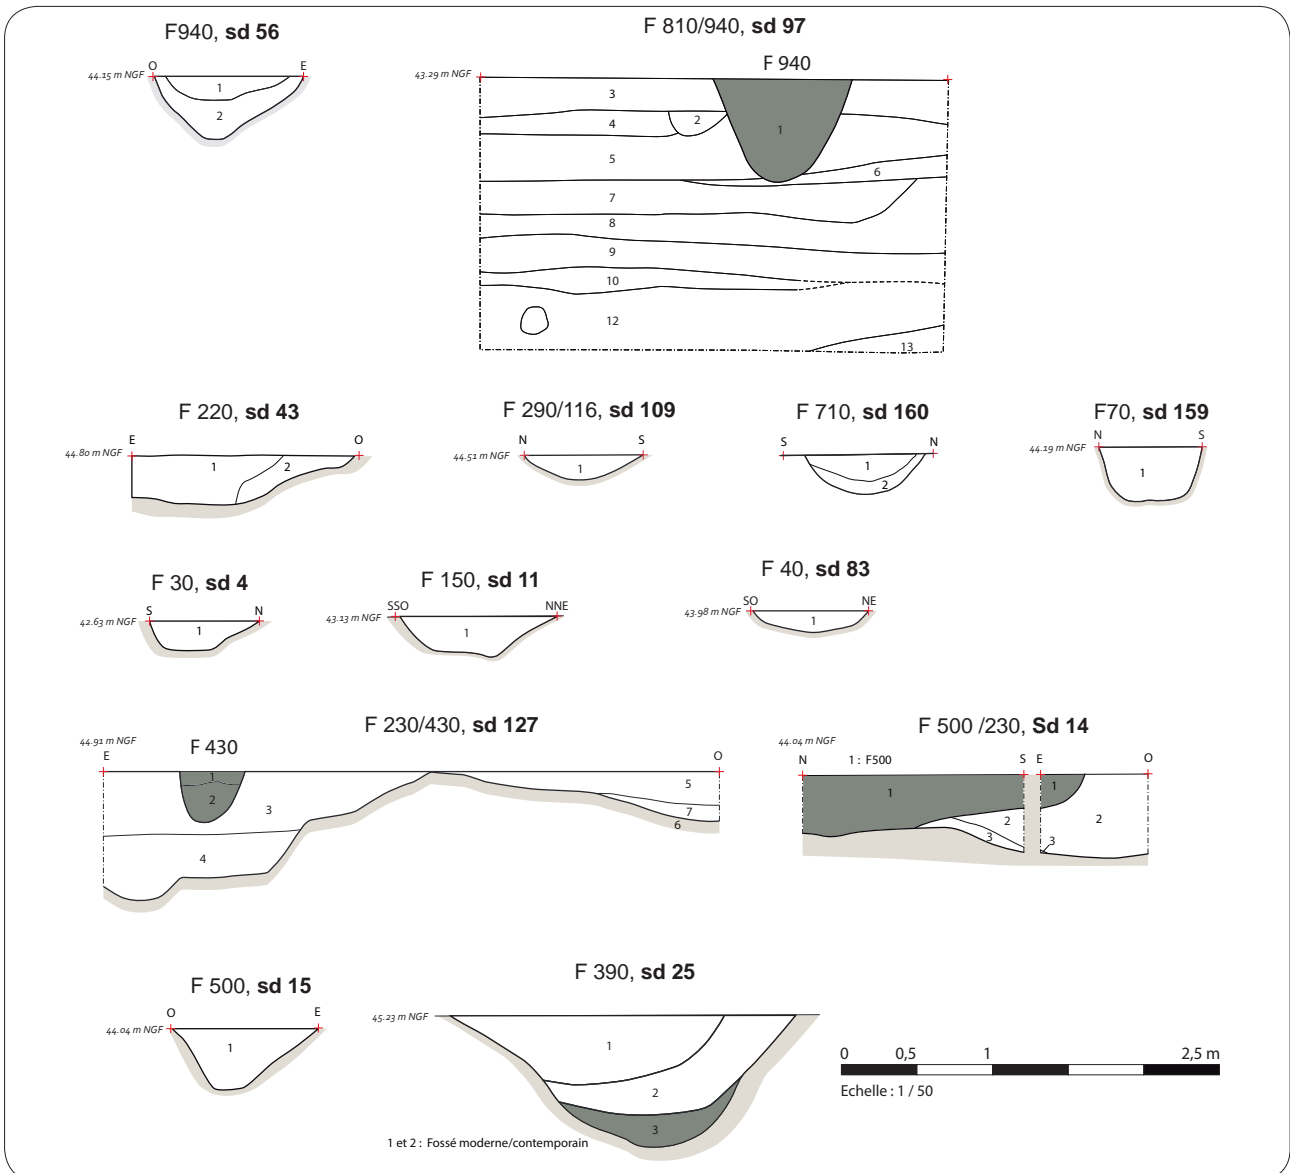 F940, sd 56
44.15 m NGF
O E
1
2
F 810/940, sd 97
F 940
43.29 m NGF
3
4 2 1
5
6
7
8
9
10
12
13
F 220, sd 43
44.80 m NGF
E O
1 2
F 290/116, sd 109
44.51 m NGF
N S
1
F 710, sd 160
S N
1
2
F70, sd 159
44.19 m NGF
N S
1
F 30, sd 4
42.63 m NGF
S N
1
F 150, sd 11
43.13 m NGF
SSO NNE
1
F 40, sd 83
43.98 m NGF
SO NE
1
F 230/430, sd 127
44.91 m NGF
F 430
E O
1
2
3
4
5
7
6
F 500 /230, Sd 14
44.04 m NGF
N 1 : F500 S E O
1 1
2 2
3 3
F 500, sd 15
44.04 m NGF
O E
1
F 390, sd 25
45.23 m NGF
1
2
3
1 et 2 : Fossé moderne/contemporain
0 0,5 1 2,5 m
Echelle : 1 / 50